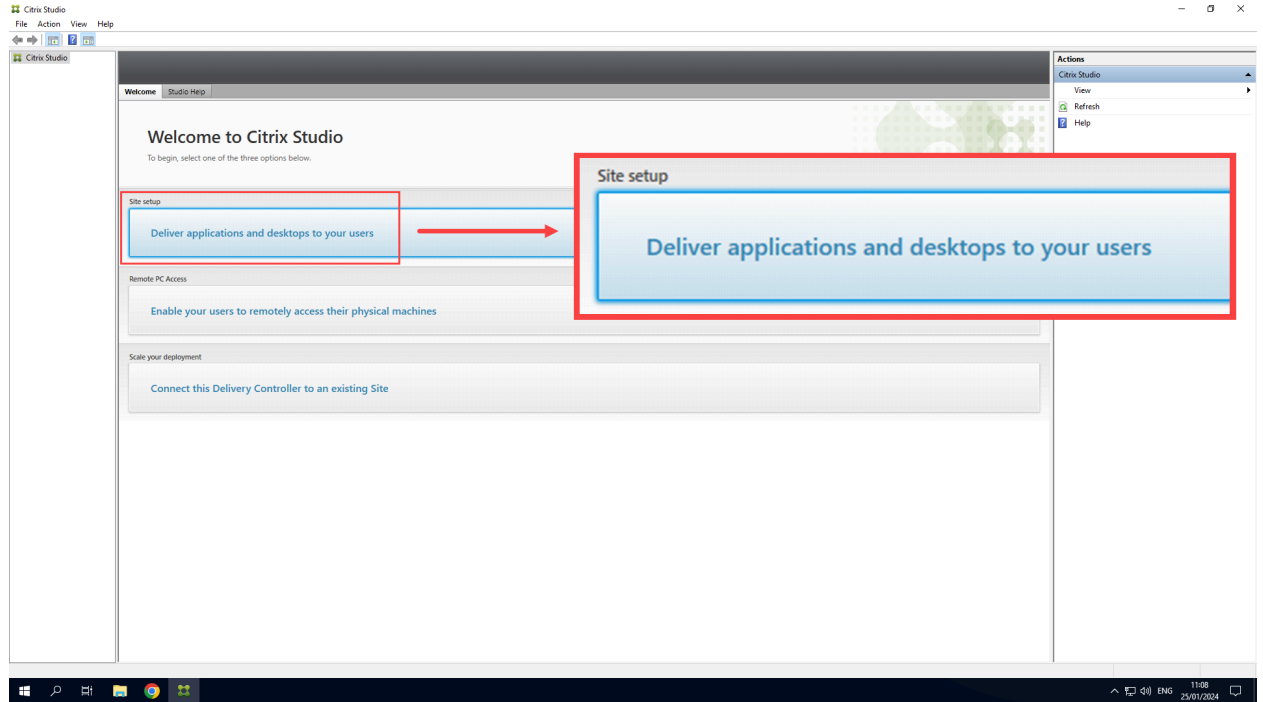 Citrix Studio
File Action View Help
Citrix Studio
Welcome Studio Help
Welcome to Citrix Studio
To begin, select one of the three options below.
Site setup
Deliver applications and desktops to your users
Remote PC Access
Enable your users to remotely access their physical machines
Scale your deployment
Connect this Delivery Controller to an existing Site
Site setup
Deliver applications and desktops to your users
Actions
Citrix Studio
View
Refresh
Help
ENG
11:08
25/01/2024